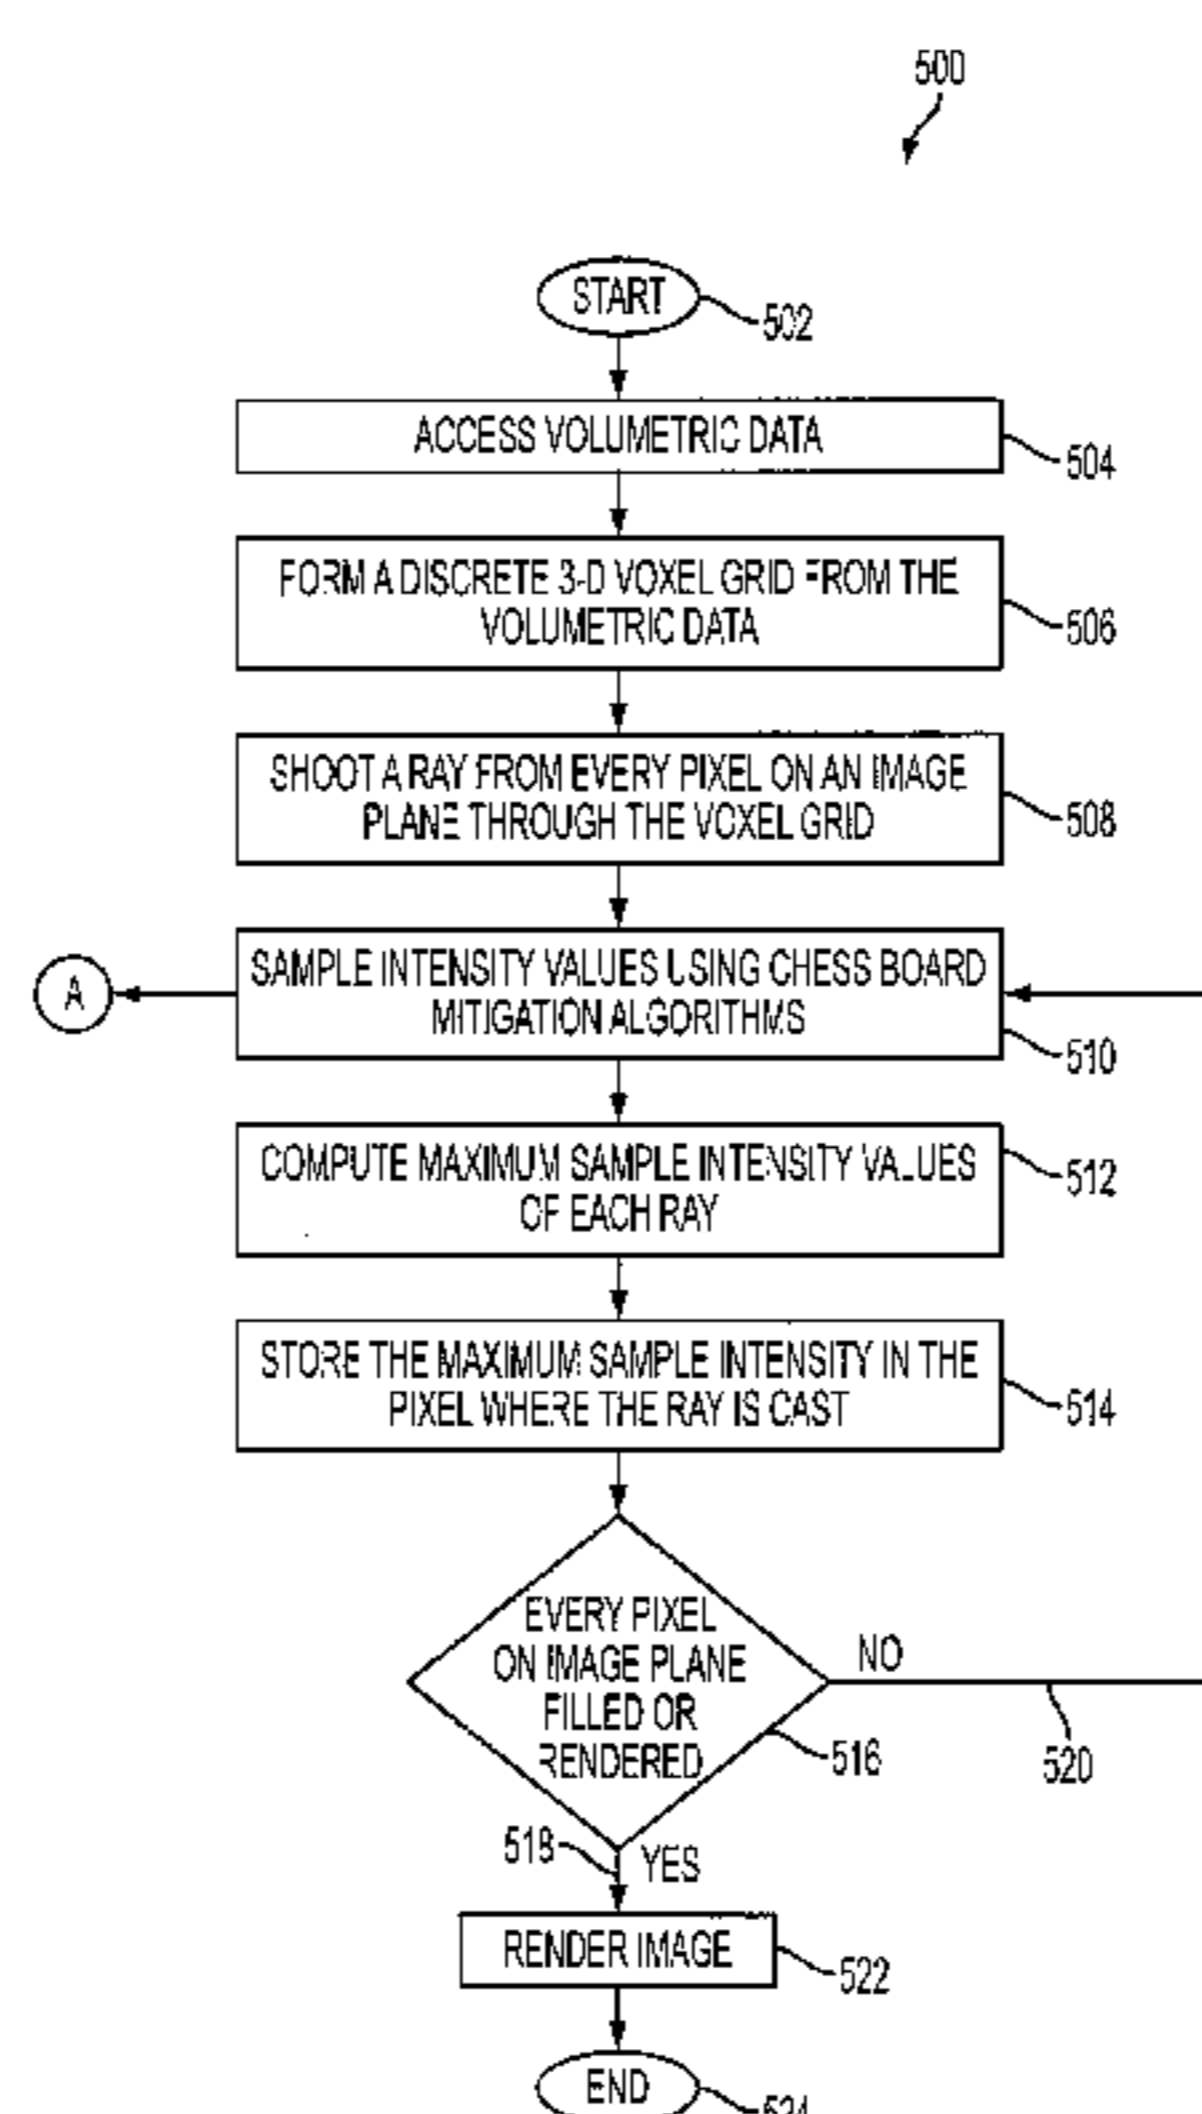 500
START
502
ACCESS VOLUMETRIC DATA
504
FORM A DISCRETE 3-D VOXEL GRID FROM THE
VOLUMETRIC DATA
506
SHOOT A RAY FROM EVERY PIXEL ON AN IMAGE
PLANE THROUGH THE VOXEL GRID
508
SAMPLE INTENSITY VALUES USING CHESS BOARD
MITIGATION ALGORITHMS
A
510
COMPUTE MAXIMUM SAMPLE INTENSITY VALUES
OF EACH RAY
512
STORE THE MAXIMUM SAMPLE INTENSITY IN THE
PIXEL WHERE THE RAY IS CAST
514
EVERY PIXEL
ON IMAGE PLANE
FILLED OR
RENDERED
NO
516
520
518
YES
RENDER IMAGE
522
END